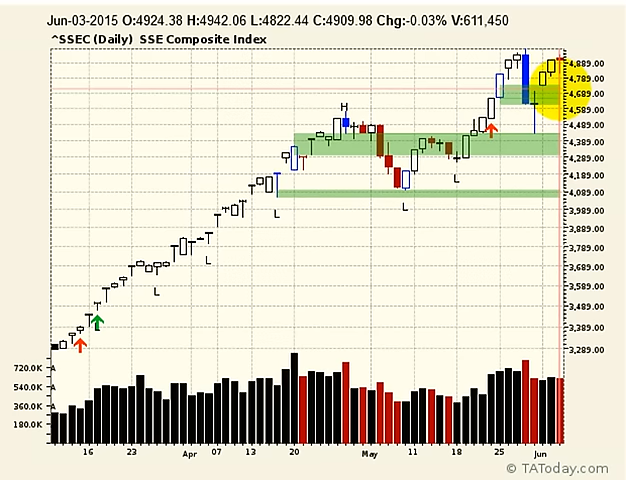 Jun-03-2015 O:4924.38 H:4942.06 L:4822.44 C:4909.98 Chg:-0.03% V:611,450
^SSEC (Daily) SSE Composite Index
4,889.00
4,789.00
4,689.00
4,589.00
H
4,489.00
4,389.00
4,289.00
L
4,189.00
4,089.00
L
L
3,989.00
3,889.00
L
3,789.00
3,689.00
L
3,589.00
3,489.00
3,389.00
3,289.00
720.0K
540.0K
360.0K
180.0K
16 23 Apr 07 13 20 May 11 18 25 Jun
© TAToday.com